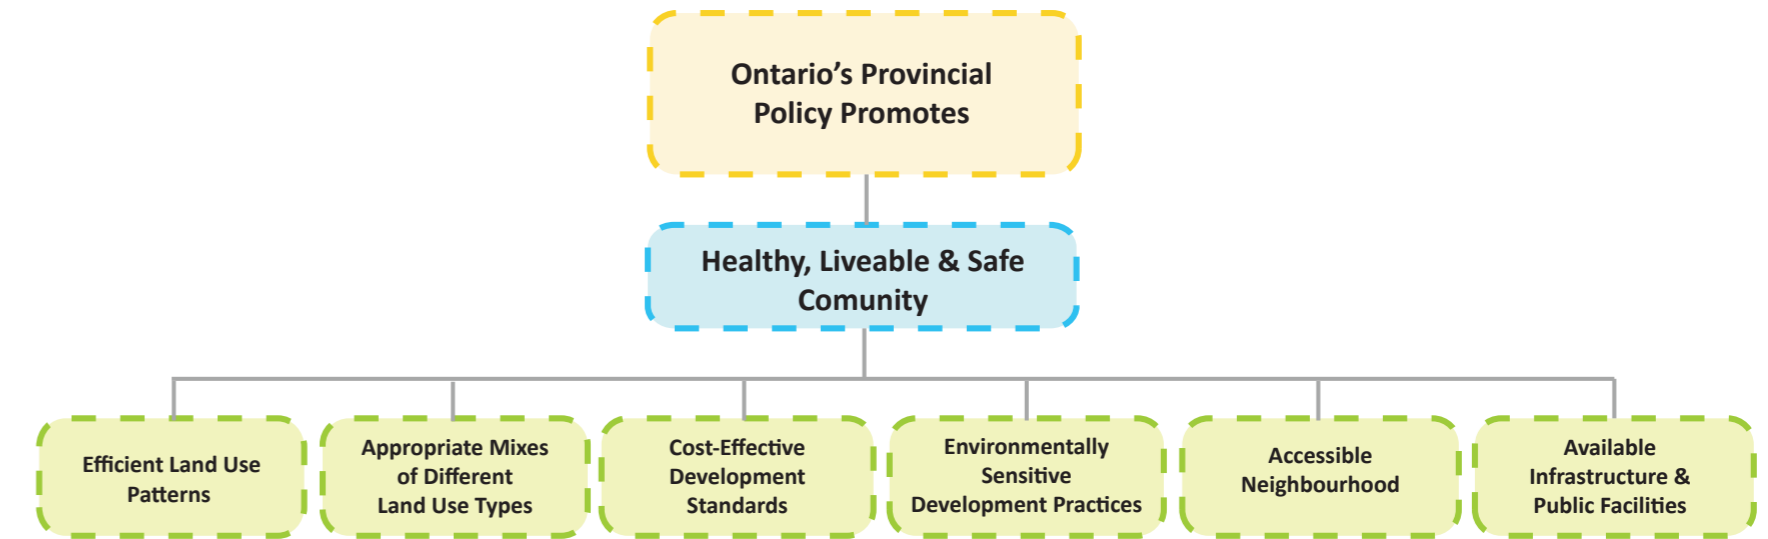 Ontario’s Provincial
Policy Promotes
Healthy, Liveable & Safe
Comunity
Efficient Land Use
Patterns
Appropriate Mixes
of Different
Land Use Types
Cost-Effective
Development
Standards
Environmentally
Sensitive
Development Practices
Accessible
Neighbourhood
Available
Infrastructure &
Public Facilities